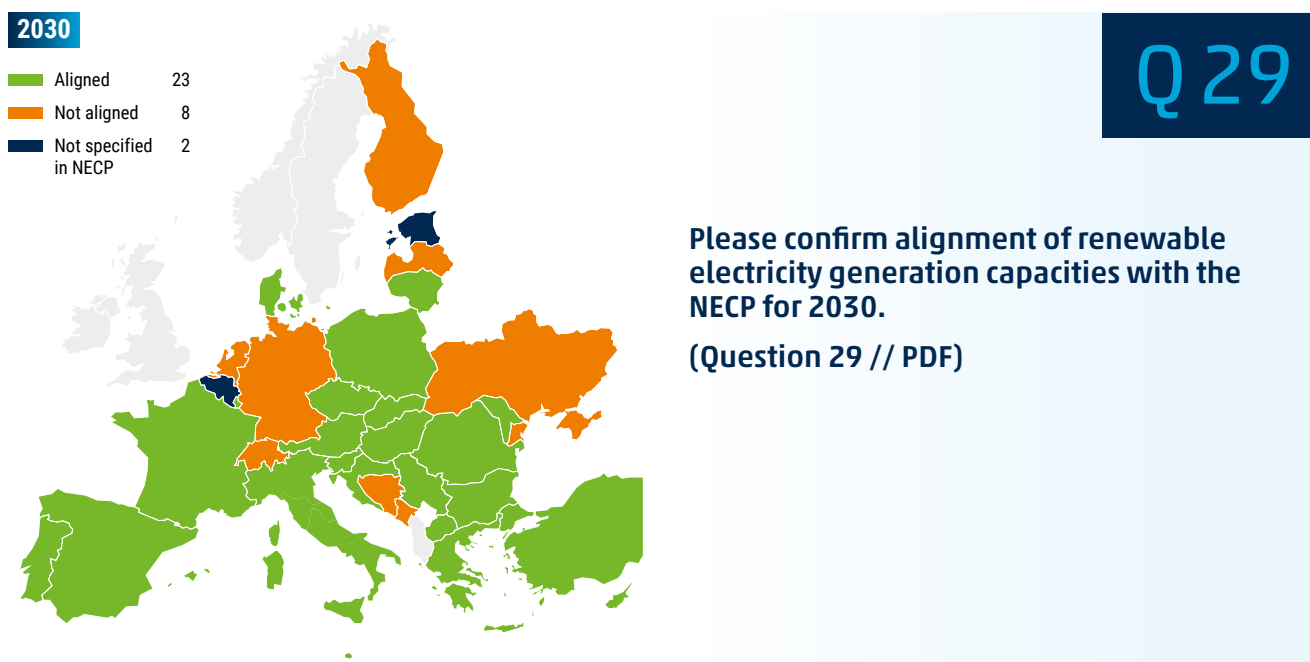 2030
Aligned 23
Not aligned 8
Not specified 2
in NECP
Q 29
Please confirm alignment of renewable
electricity generation capacities with the
NECP for 2030.
(Question 29 // PDF)